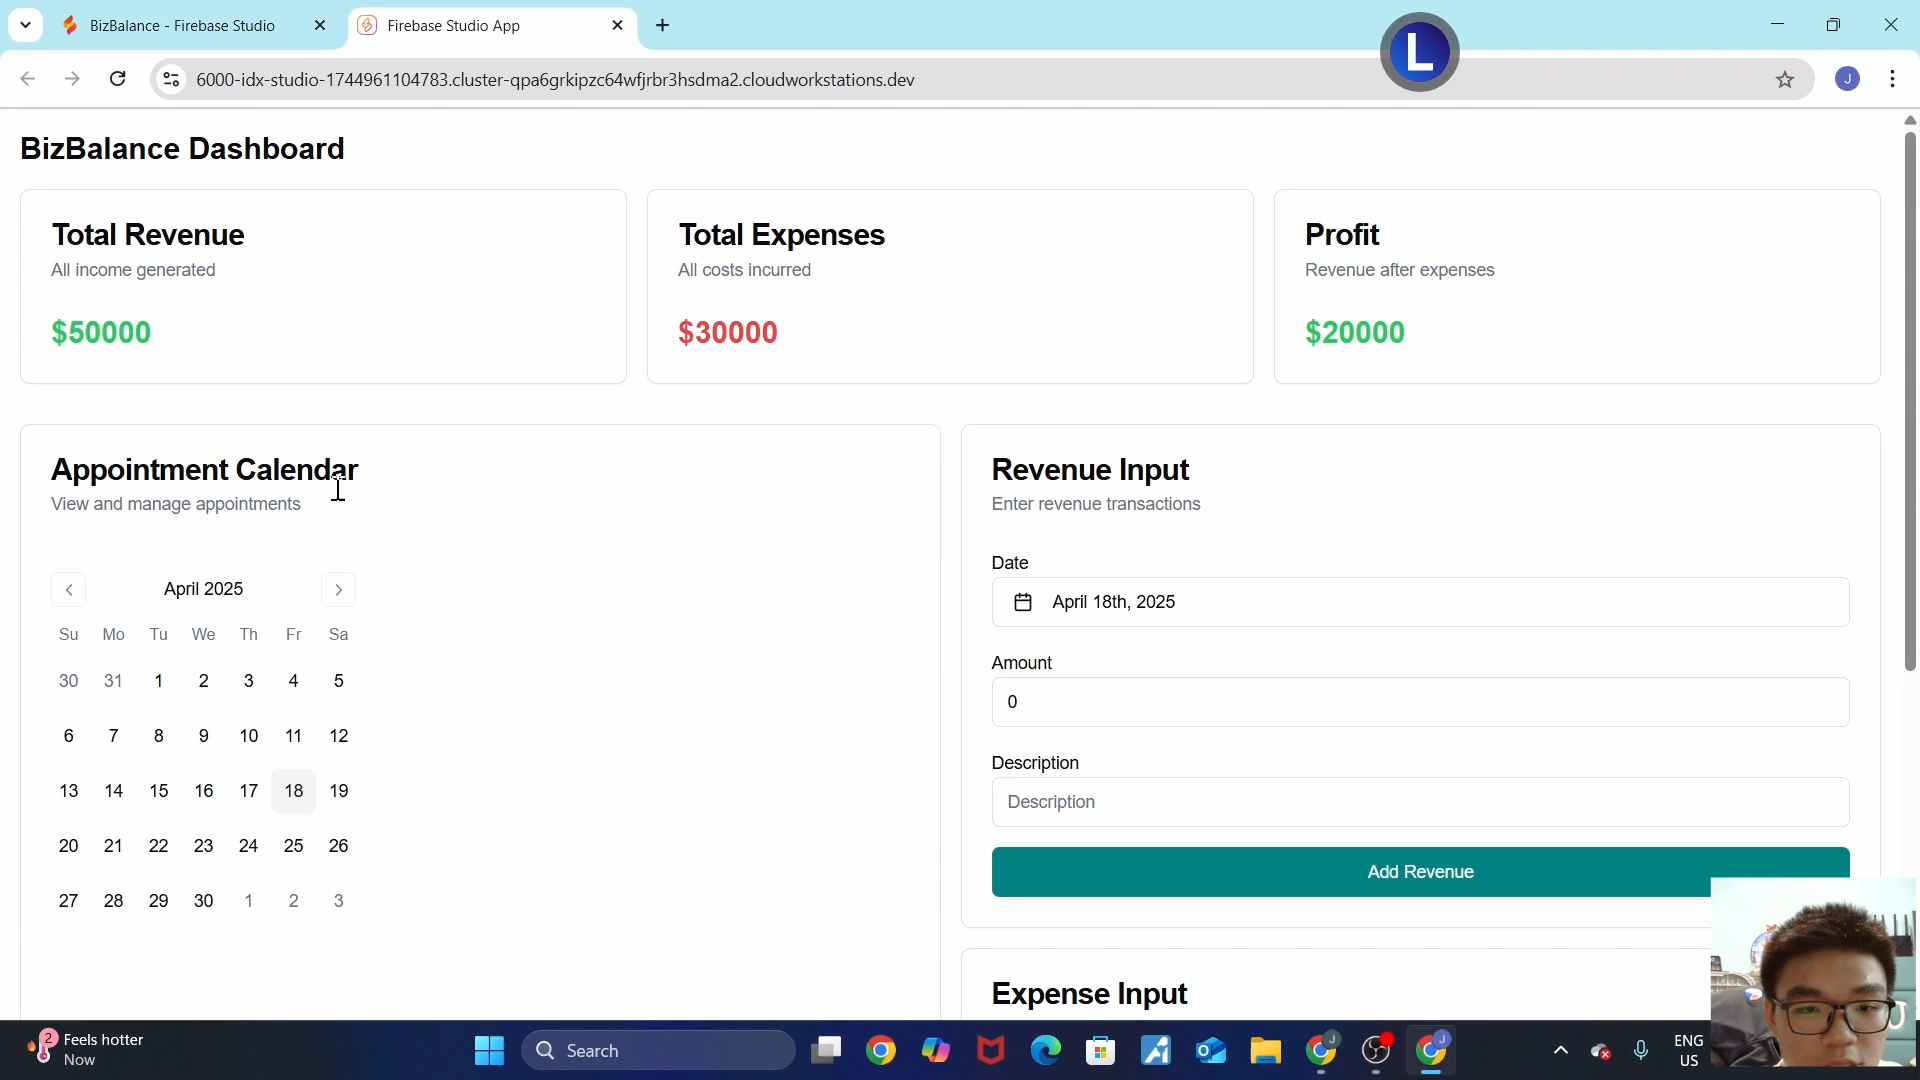 BizBalance - Firebase Studio
Firebase Studio App
L
6000-idx-studio-1744961104783.cluster-qpa6grkipzc64wfjrbr3hsdma2.cloudworkstations.dev
J
BizBalance Dashboard
Total Revenue
All income generated
$50000
Total Expenses
All costs incurred
$30000
Profit
Revenue after expenses
$20000
Appointment Calendar
View and manage appointments
April 2025
Su Mo Tu We Th Fr Sa
30 31 1 2 3 4 5
6 7 8 9 10 11 12
13 14 15 16 17 18 19
20 21 22 23 24 25 26
27 28 29 30 1 2 3
Revenue Input
Enter revenue transactions
Date
April 18th, 2025
Amount
0
Description
Description
Add Revenue
Expense Input
2
Feels hotter
Now
Search
J
J
ENG
US